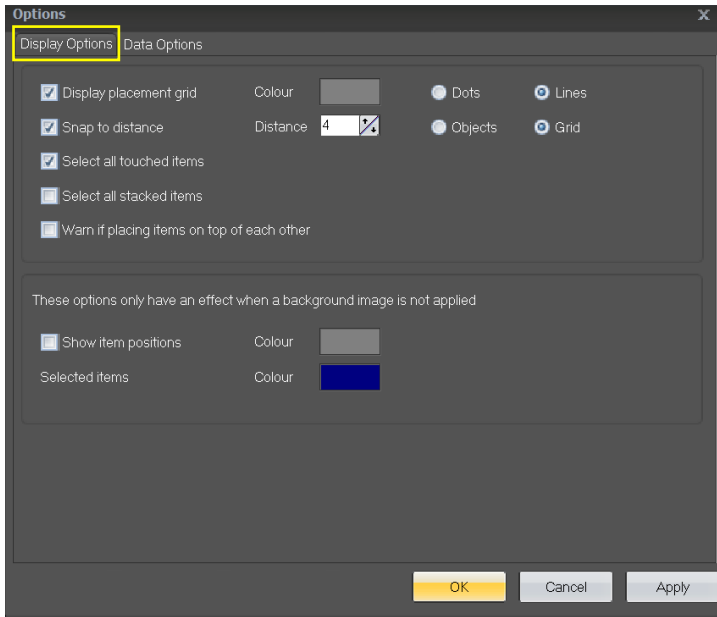 Options X
Display Options Data Options
Display placement grid Colour Dots Lines
Snap to distance Distance 4 Objects Grid
Select all touched items
Select all stacked items
Warn if placing items on top of each other
These options only have an effect when a background image is not applied
Show item positions Colour
Selected items Colour
OK Cancel Apply